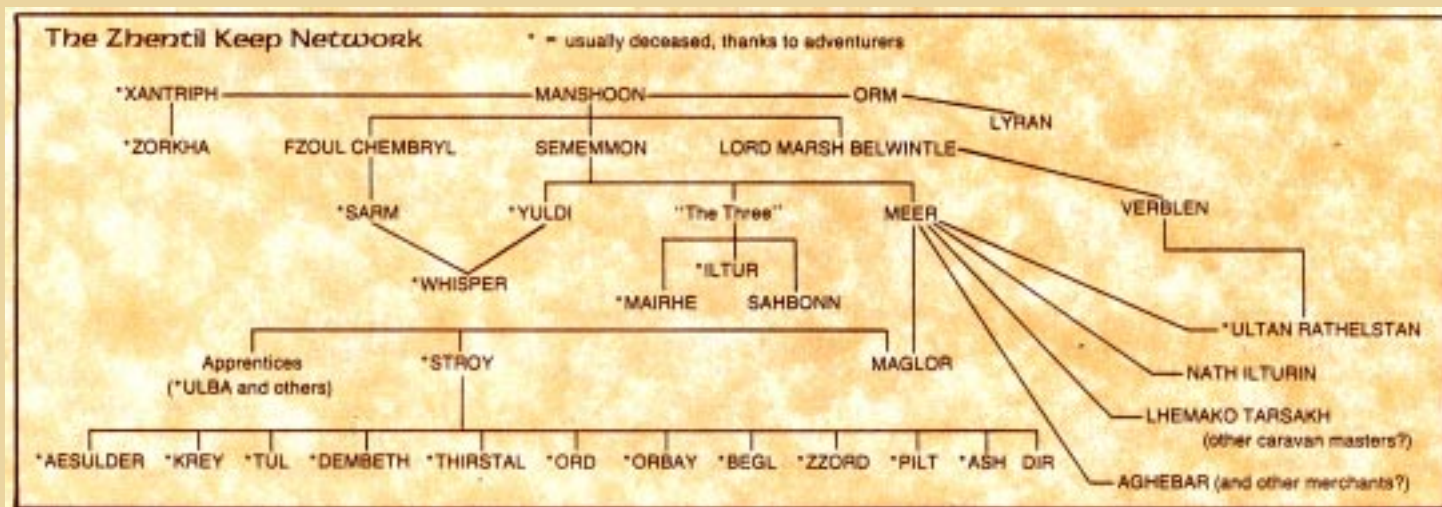 The Zhentil Keep Network * = usually deceased, thanks to adventurers
*XANTRIPH MANSHOON ORM
LYRAN
*ZORKHA FZOUL CHEMBRYL SEMEMMON LORD MARSH BELWINTLE
*SARM *YULDI "The Three" MEER VERBLEN
*ILTUR
*WHISPER
*MAIRHE SAHBONN
*ULTAN RATHELSTAN
Apprentices *STROY MAGLOR
NATH ILTURIN
(*ULBA and others)
LHEMAKO TARSAKH
(other caravan masters?)
*AESULDER *KREY *TUL *DEMBETH *THIRSTAL *ORD *ORBAY *BEGL *ZZORD *PILT *ASH DIR
AGHEBAR (and other merchants?)